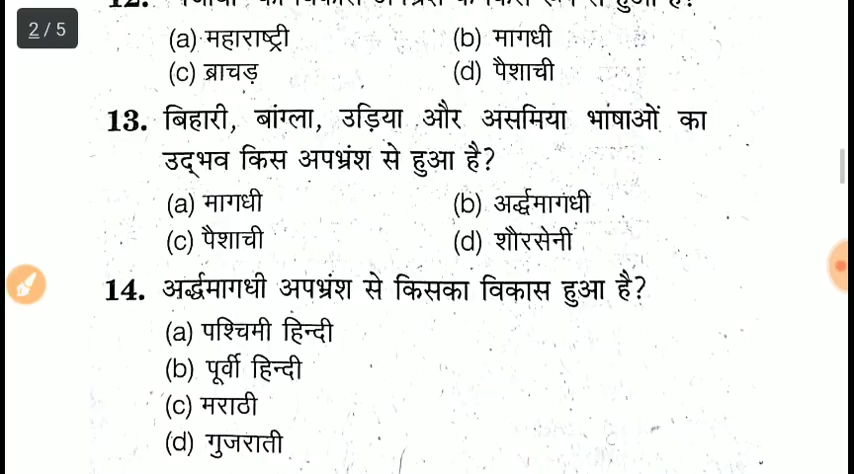 2/5
(a) महाराष्ट्री (b) मागधी
(c) ब्राचड़ (d) पैशाची
13. बिहारी, बांग्ला, उड़िया और असमिया भाषाओं का
उद्भव किस अपभ्रंश से हुआ है?
(a) मागधी (b) अर्द्धमागधी
(c) पैशाची (d) शौरसेनी
14. अर्द्धमागधी अपभ्रंश से किसका विकास हुआ है?
(a) पश्चिमी हिन्दी
(b) पूर्वी हिन्दी
(c) मराठी
(d) गुजराती